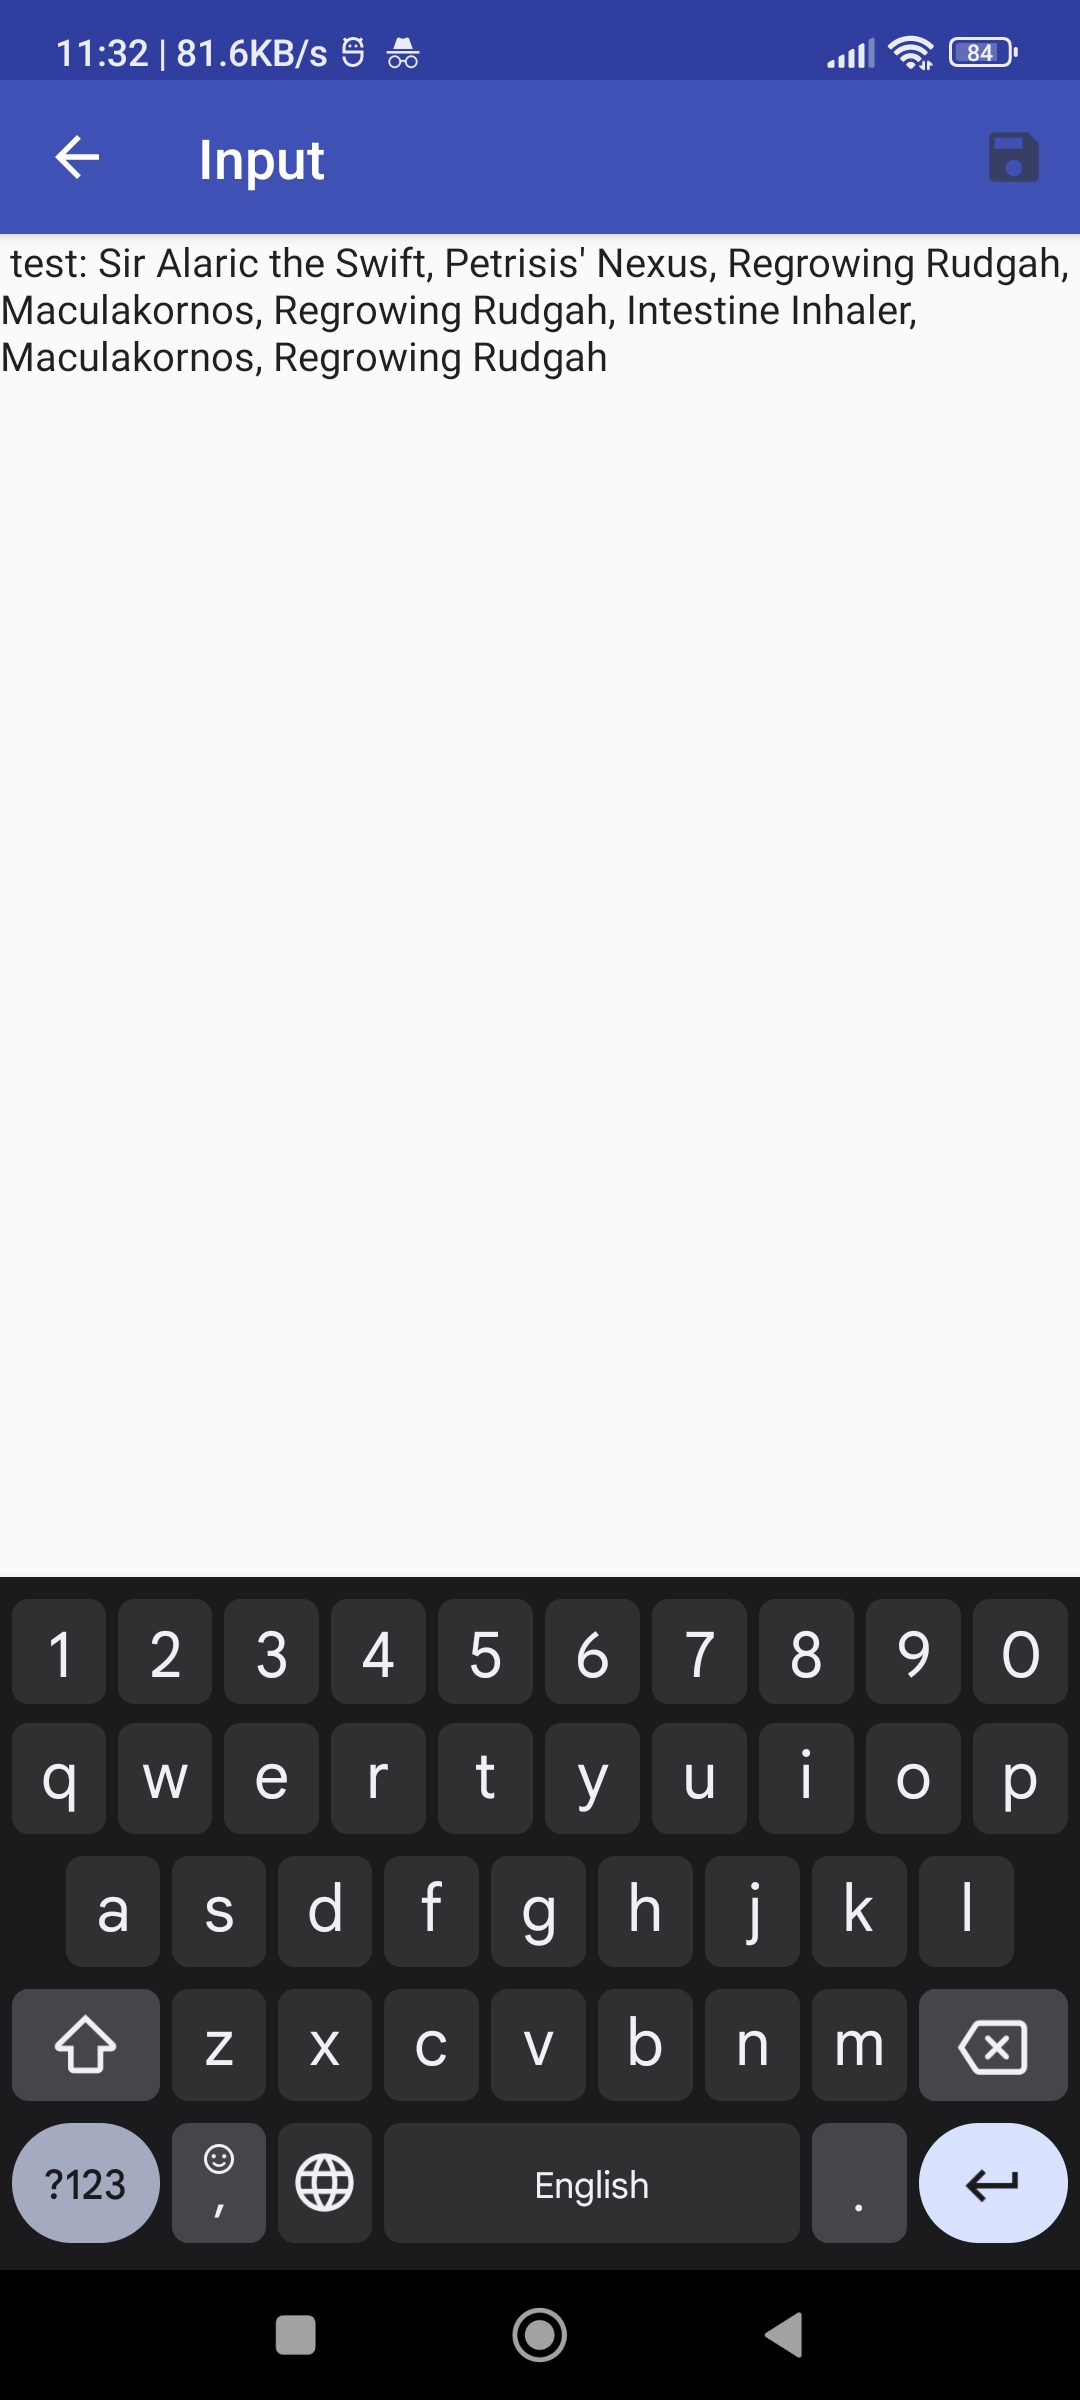 11:32 | 81.6KB/s
84
Input
test: Sir Alaric the Swift, Petrisis' Nexus, Regrowing Rudgah,
Maculakornos, Regrowing Rudgah, Intestine Inhaler,
Maculakornos, Regrowing Rudgah
1 2 3 4 5 6 7 8 9 0
q w e r t y u i o p
a s d f g h j k l
z x c v b n m
?123 , English .